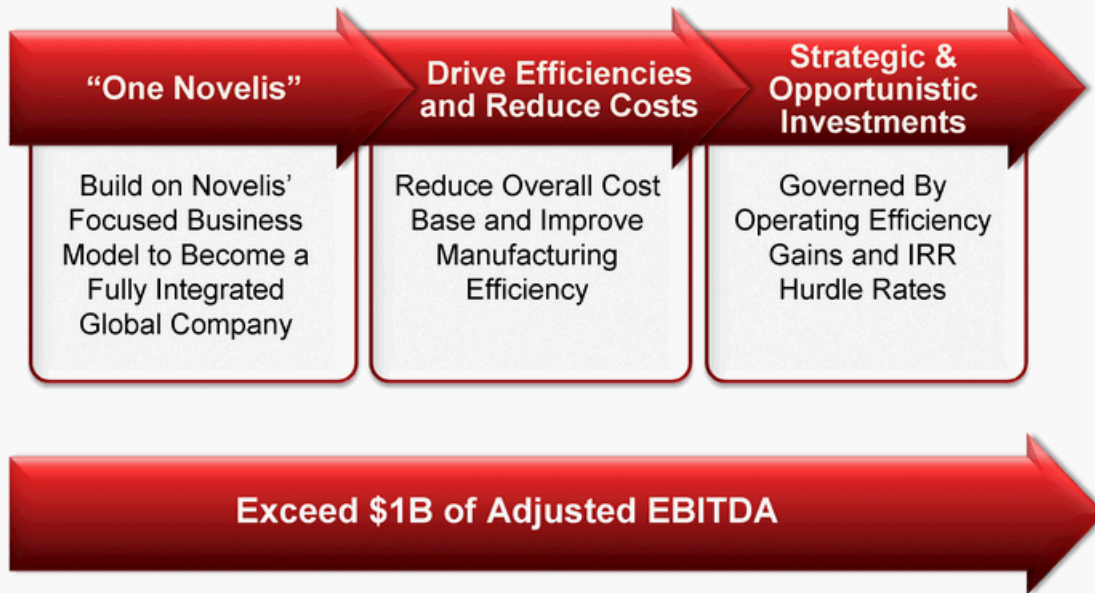 “One Novelis”
Drive Efficiencies
and Reduce Costs
Strategic &
Opportunistic
Investments
Build on Novelis’
Focused Business
Model to Become a
Fully Integrated
Global Company
Reduce Overall Cost
Base and Improve
Manufacturing
Efficiency
Governed By
Operating Efficiency
Gains and IRR
Hurdle Rates
Exceed $1B of Adjusted EBITDA